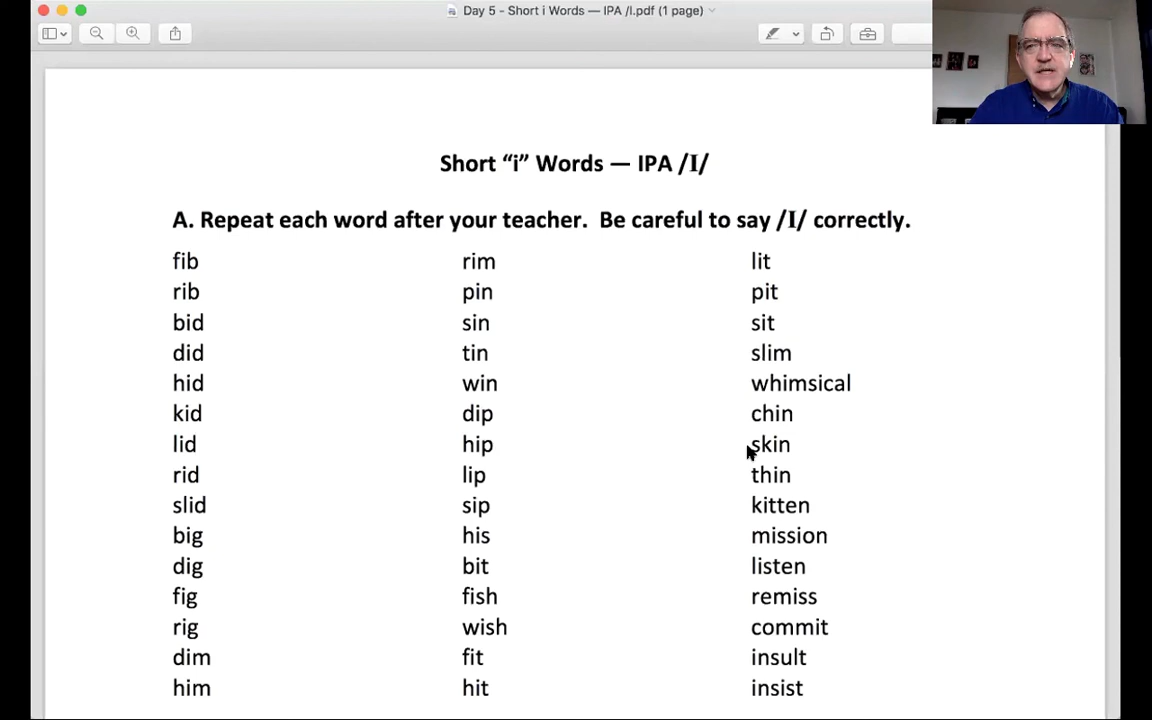 Day 5 - Short i Words — IPA /I.pdf (1 page)
Short “i” Words — IPA /I/
A. Repeat each word after your teacher.  Be careful to say /I/ correctly.
fib rim lit
rib pin pit
bid sin sit
did tin slim
hid win whimsical
kid dip chin
lid hip skin
rid lip thin
slid sip kitten
big his mission
dig bit listen
fig fish remiss
rig wish commit
dim fit insult
him hit insist